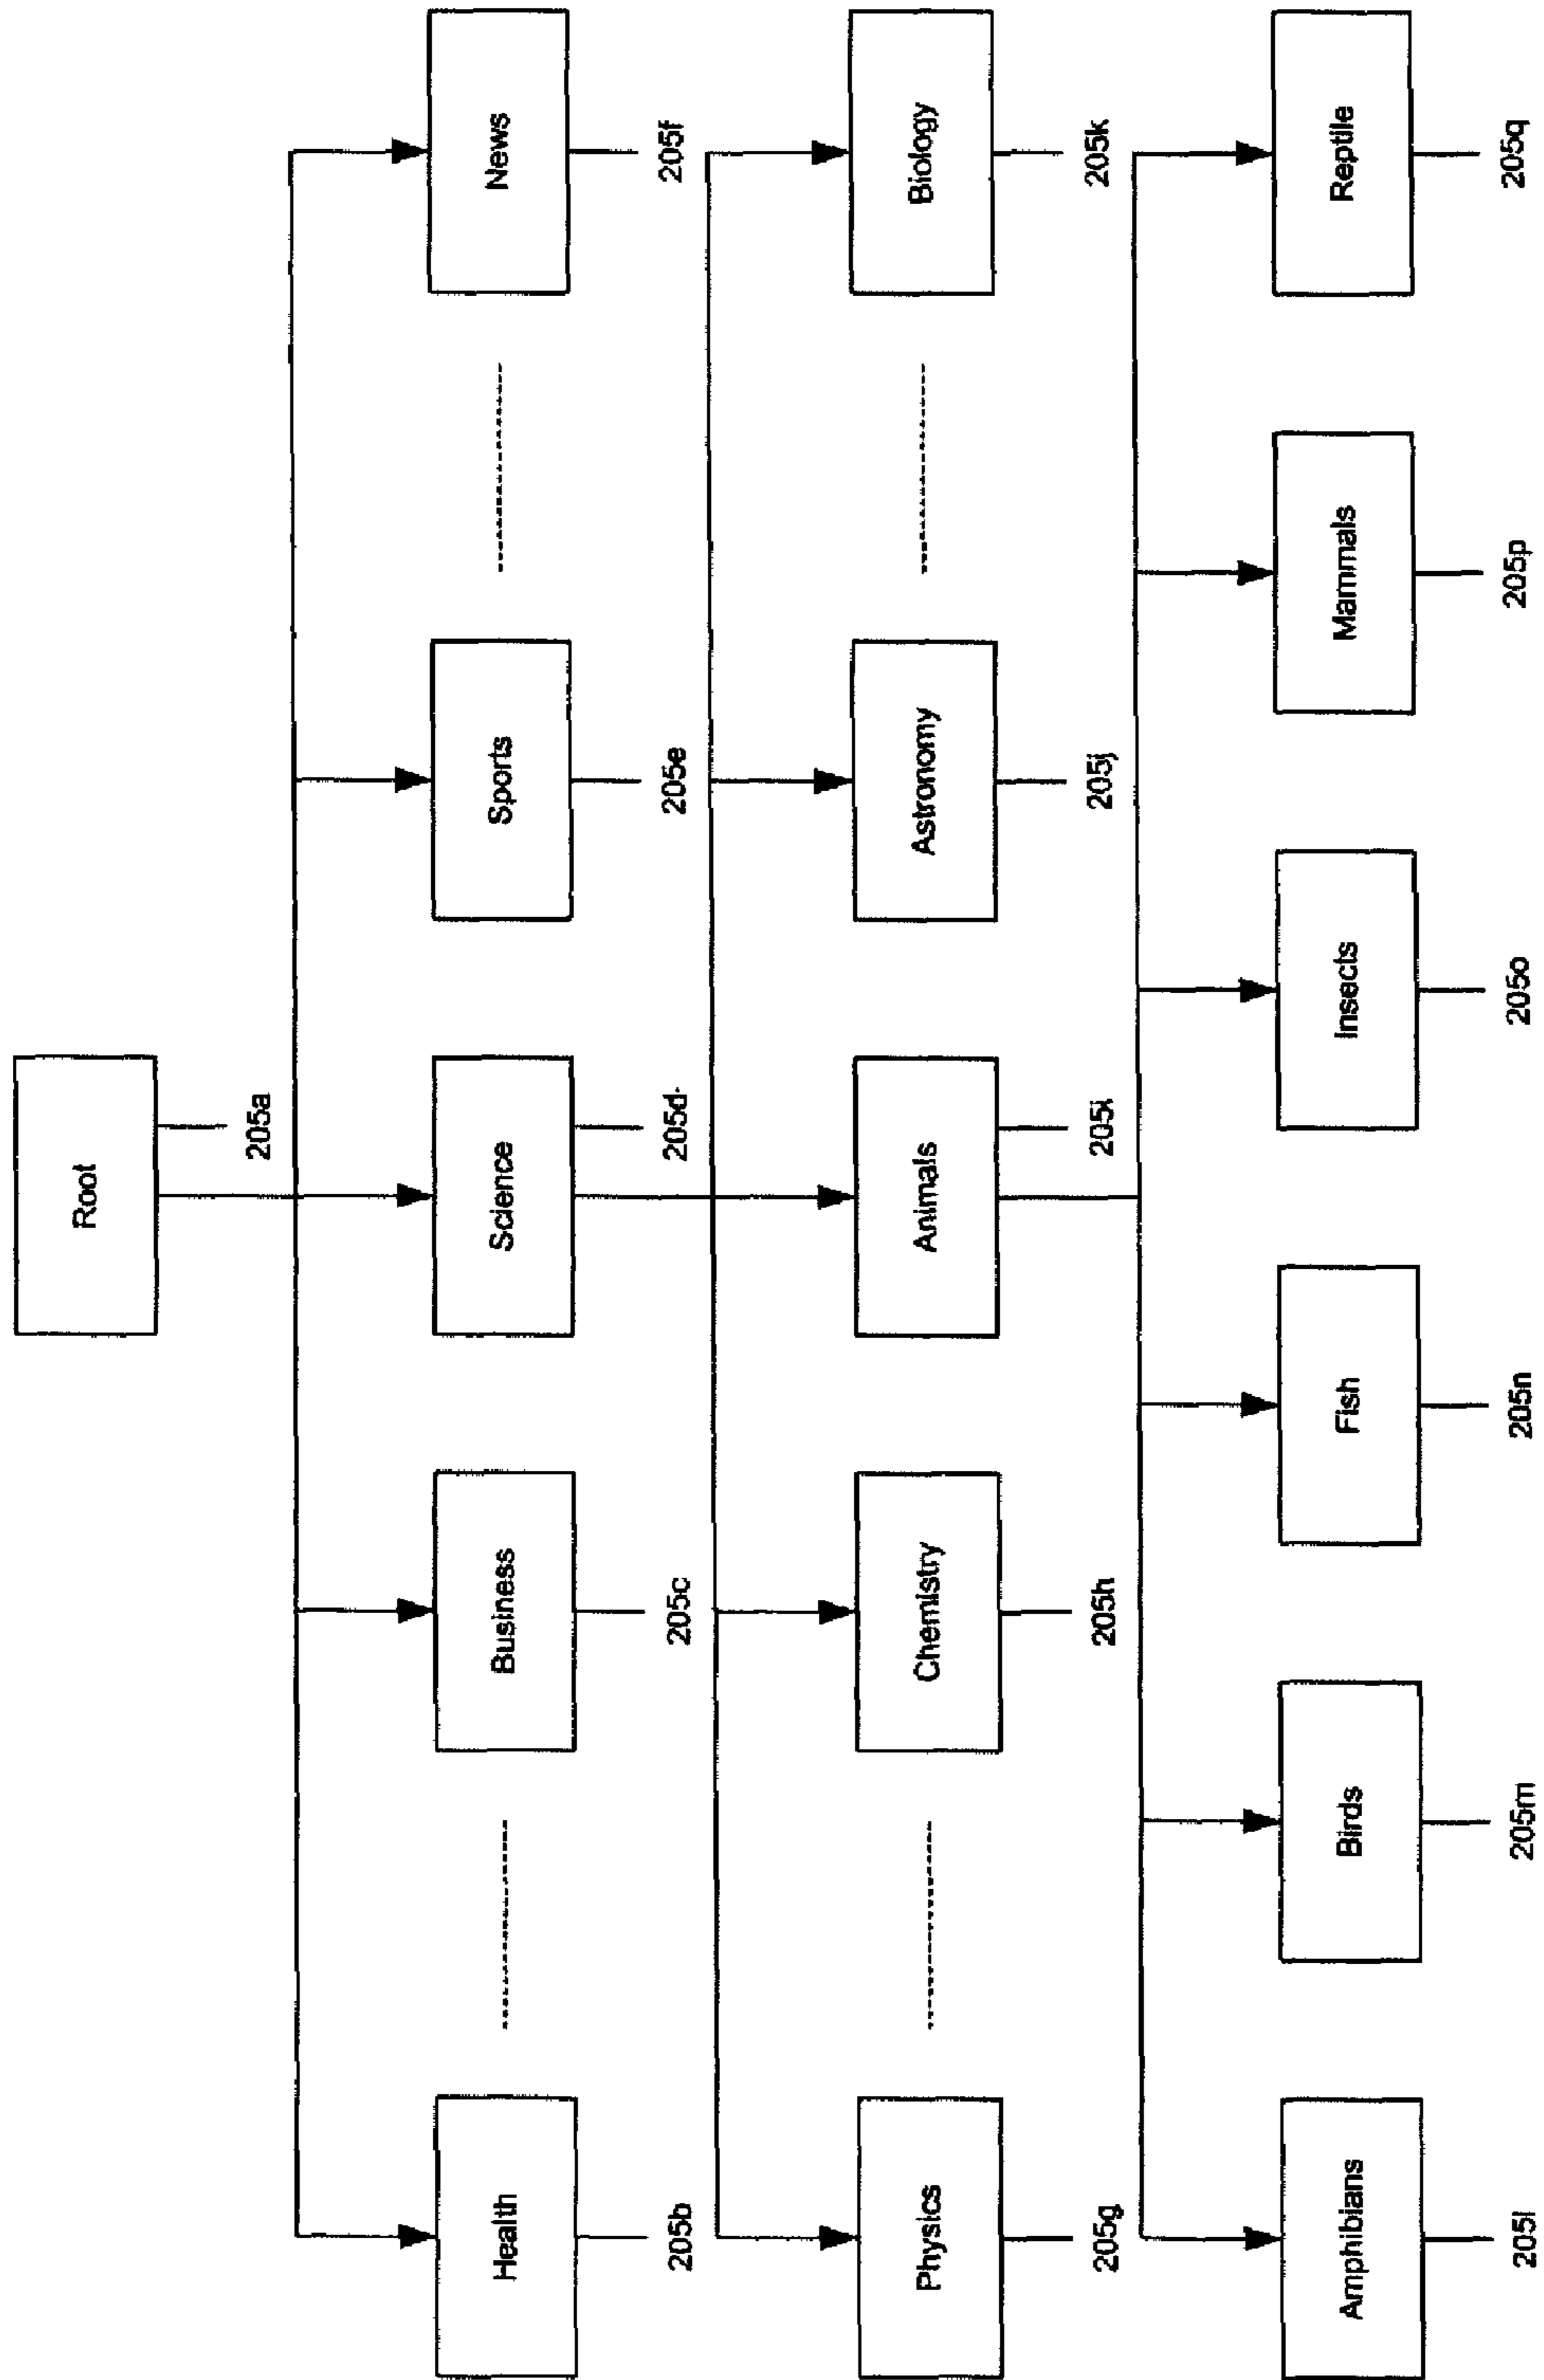 Root
205a
Health
Business
Science
Sports
News
205b
205c
205d
205e
205f
Physics
Chemistry
Animals
Astronomy
Biology
205g
205h
205i
205j
205k
Amphibians
Birds
Fish
Insects
Mammals
Reptile
205l
205m
205n
205o
205p
205q